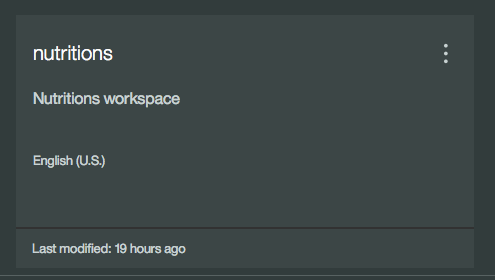 nutritions
Nutritions workspace
English (U.S.)
Last modified: 19 hours ago